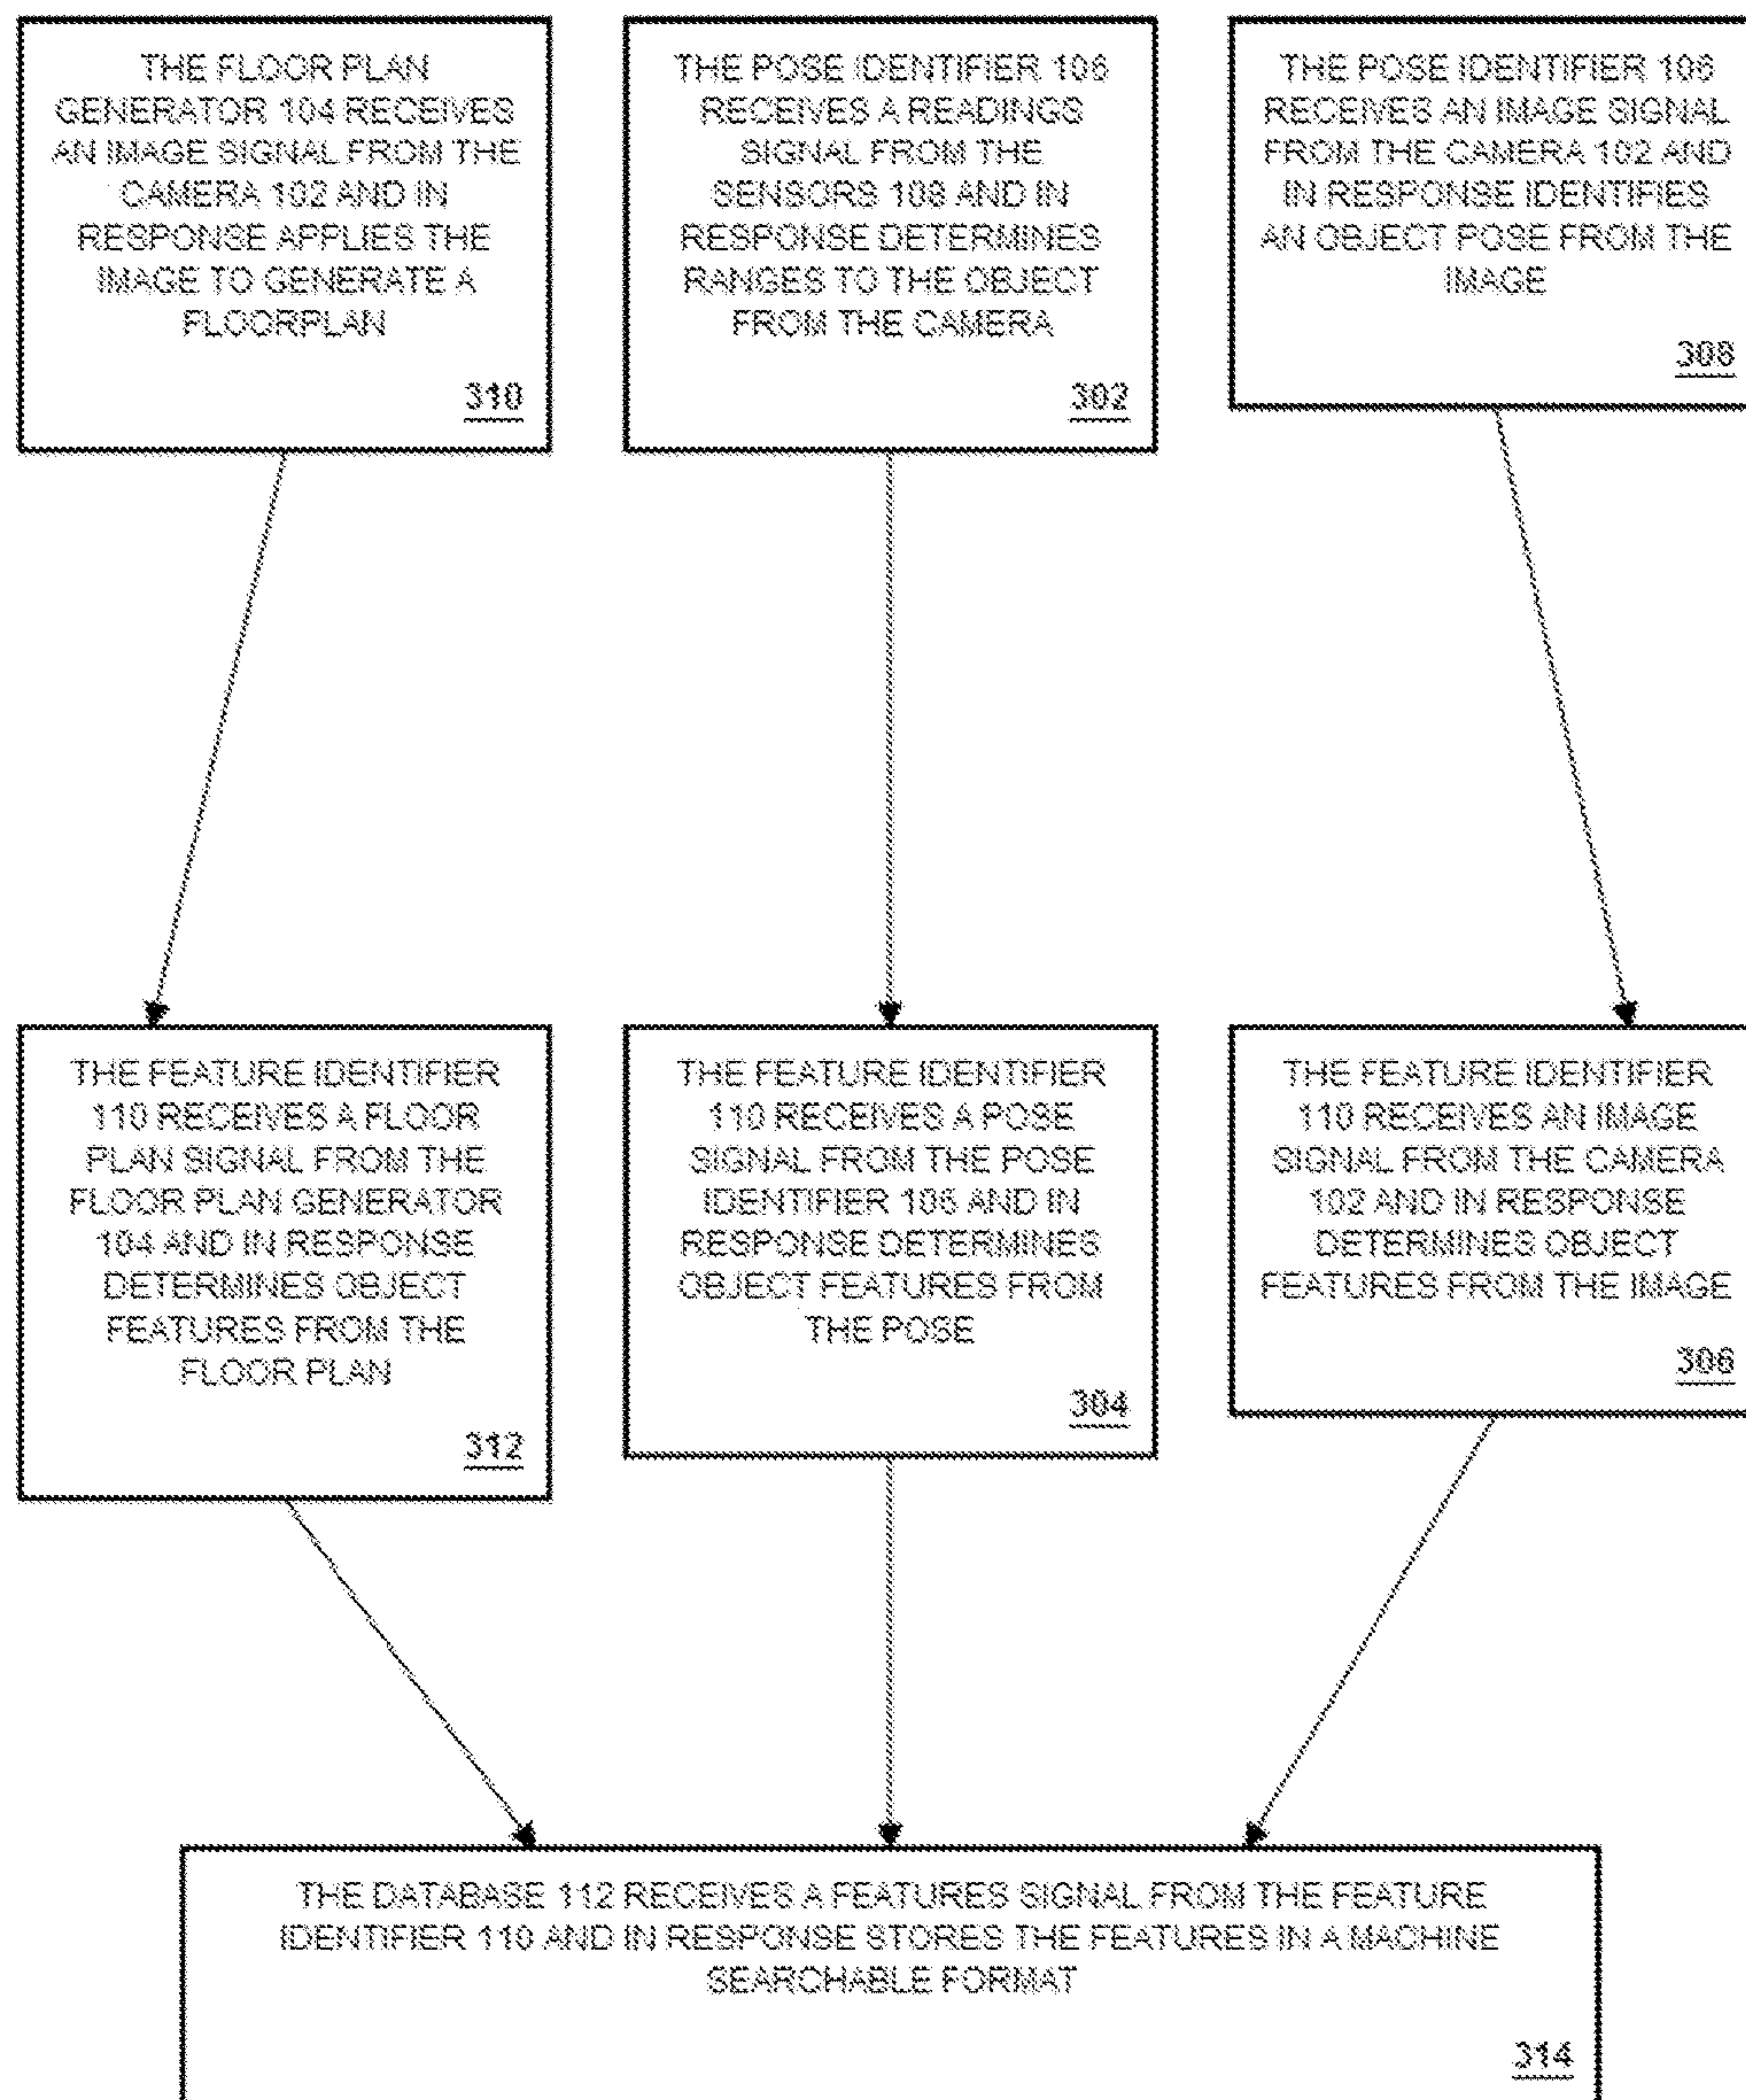 THE FLOOR PLAN
GENERATOR 104 RECEIVES
AN IMAGE SIGNAL FROM THE
CAMERA 102 AND IN
RESPONSE APPLIES THE
IMAGE TO GENERATE A
FLOORPLAN
310
THE POSE IDENTIFIER 106
RECEIVES A READINGS
SIGNAL FROM THE
SENSORS 108 AND IN
RESPONSE DETERMINES
RANGES TO THE OBJECT
FROM THE CAMERA
302
THE POSE IDENTIFIER 106
RECEIVES AN IMAGE SIGNAL
FROM THE CAMERA 102 AND
IN RESPONSE IDENTIFIES
AN OBJECT POSE FROM THE
IMAGE
308
THE FEATURE IDENTIFIER
110 RECEIVES A FLOOR
PLAN SIGNAL FROM THE
FLOOR PLAN GENERATOR
104 AND IN RESPONSE
DETERMINES OBJECT
FEATURES FROM THE
FLOOR PLAN
312
THE FEATURE IDENTIFIER
110 RECEIVES A POSE
SIGNAL FROM THE POSE
IDENTIFIER 106 AND IN
RESPONSE DETERMINES
OBJECT FEATURES FROM
THE POSE
304
THE FEATURE IDENTIFIER
110 RECEIVES AN IMAGE
SIGNAL FROM THE CAMERA
102 AND IN RESPONSE
DETERMINES OBJECT
FEATURES FROM THE IMAGE
306
THE DATABASE 112 RECEIVES A FEATURES SIGNAL FROM THE FEATURE
IDENTIFIER 110 AND IN RESPONSE STORES THE FEATURES IN A MACHINE
SEARCHABLE FORMAT
314